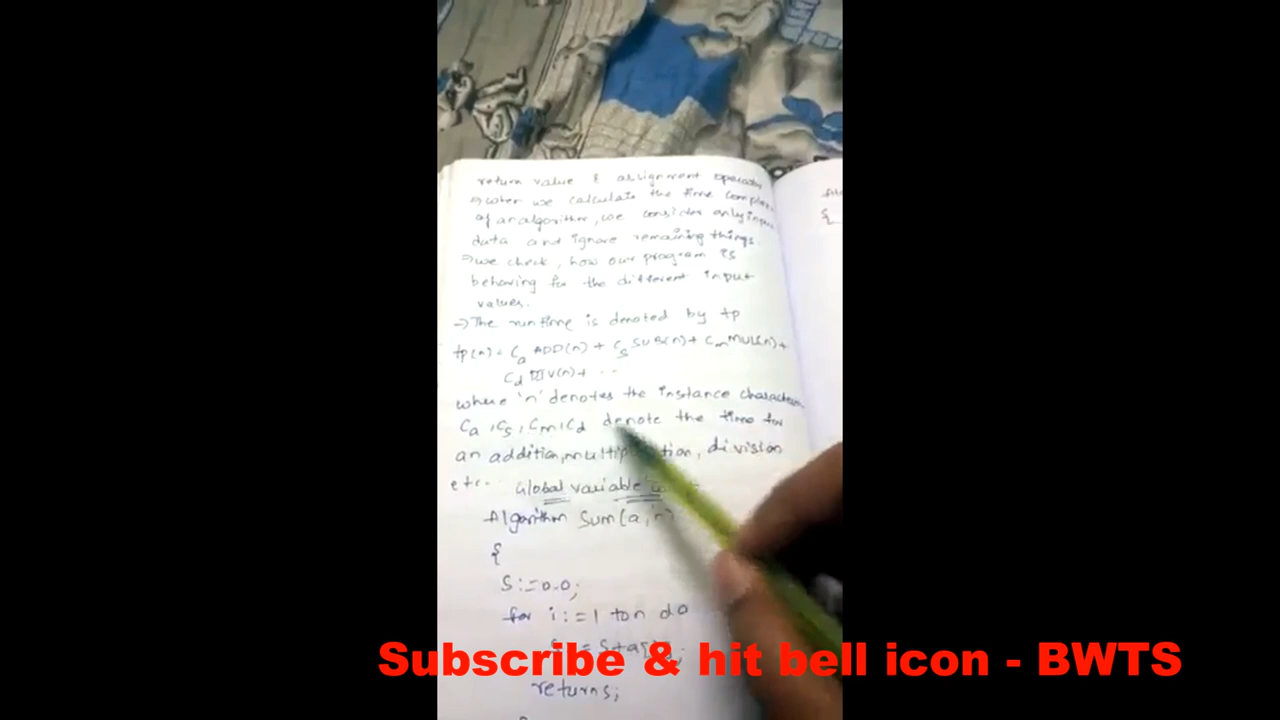 return value & assignment operator
→ when we calculate the time comple
of an algorithm, we consider only input
data and ignore remaining things.
→ we check, how our program is
behaving for the different input
values.
→ The runtime is denoted by tp
tp(n) = Ca ADD(n) + Cs SUB(n) + Cm MUL(n) +
Cd DIV(n) + ...
where 'n' denotes the instance character
Ca, Cs, Cm, Cd denote the time for
an addition, multiplication, division
etc.
Global variable
Algorithm Sum(a, n)
{
S:=0.0;
for i:=1 to n do
return s;
Subscribe & hit bell icon - BWTS